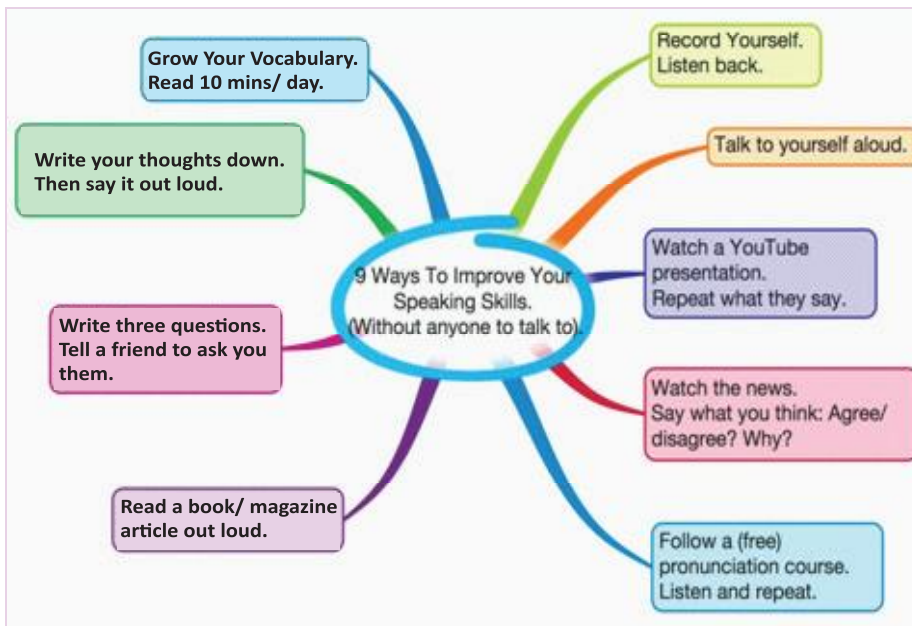 9 Ways To Improve Your
Speaking Skills.
(Without anyone to talk to).
Record Yourself.
Listen back.
Talk to yourself aloud.
Watch a YouTube
presentation.
Repeat what they say.
Watch the news.
Say what you think: Agree/
disagree? Why?
Follow a (free)
pronunciation course.
Listen and repeat.
Read a book/ magazine
article out loud.
Write three questions.
Tell a friend to ask you
them.
Write your thoughts down.
Then say it out loud.
Grow Your Vocabulary.
Read 10 mins/ day.